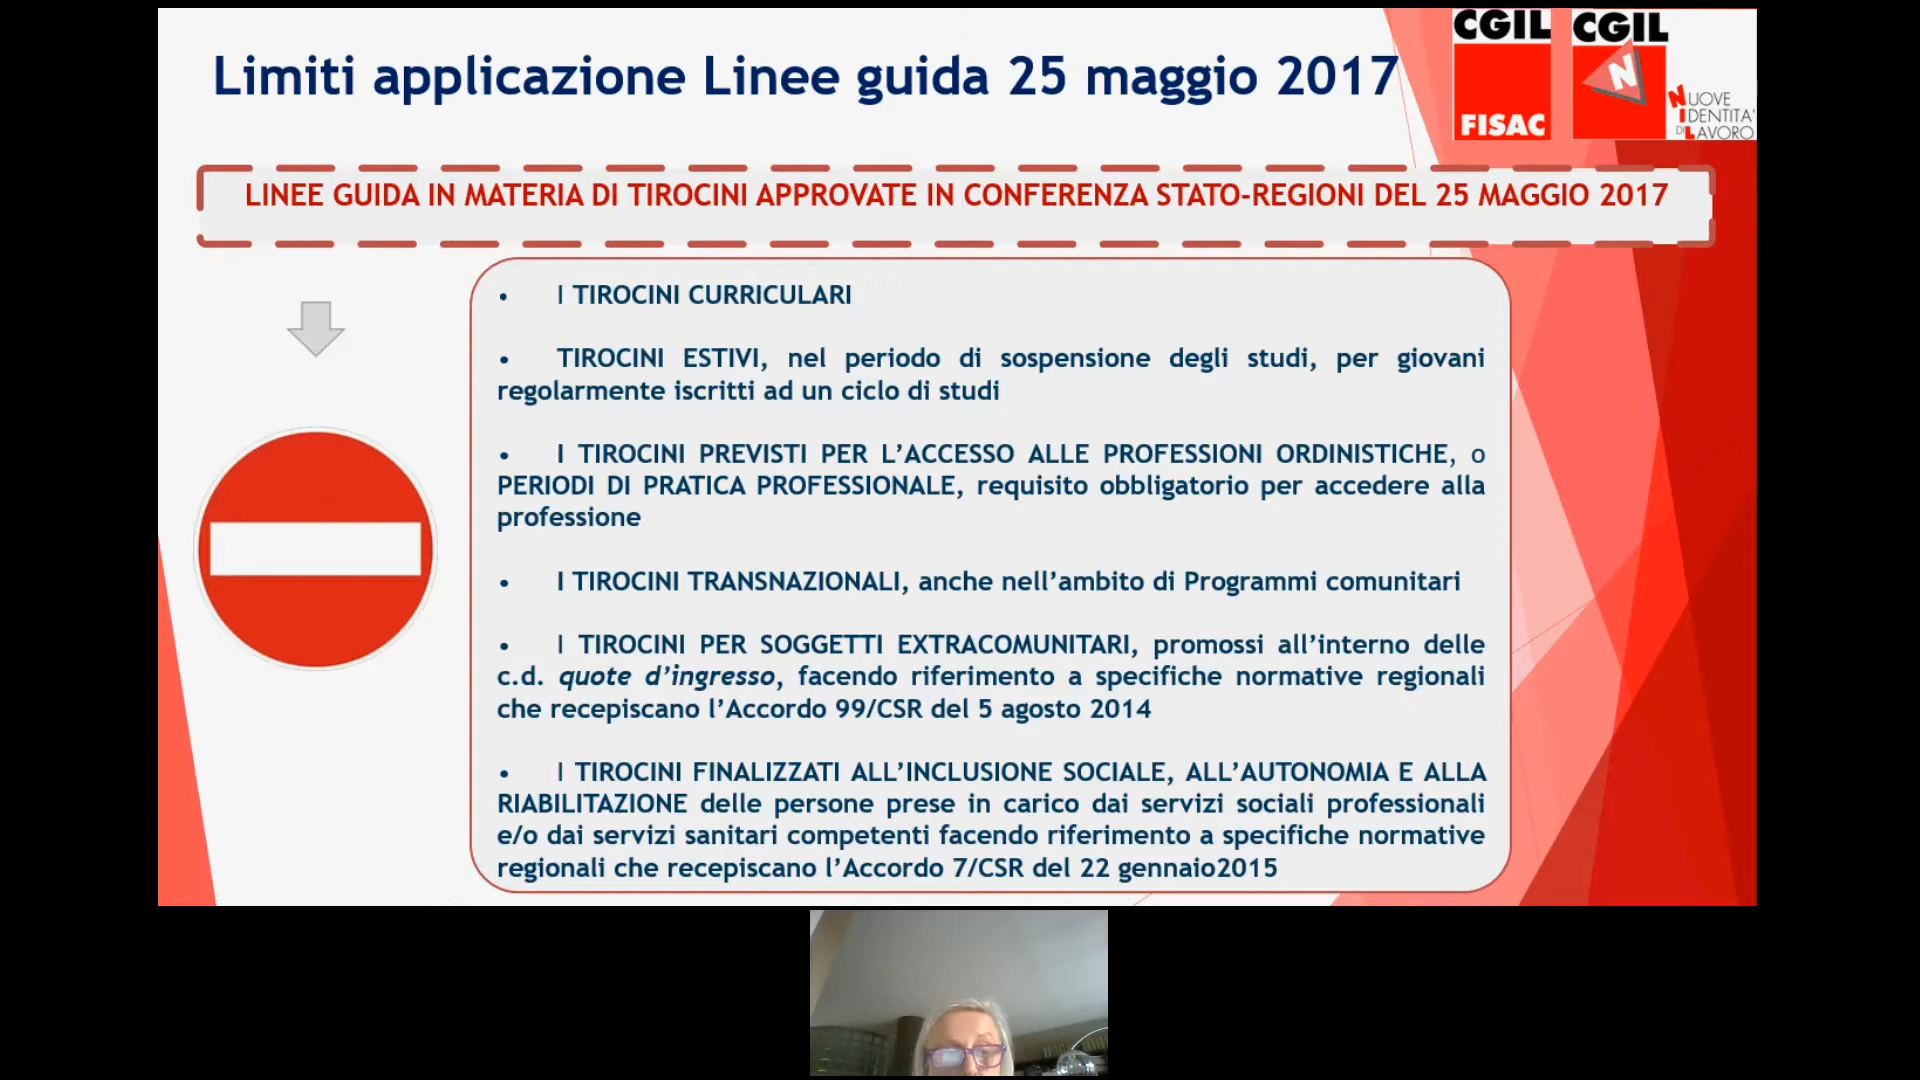 Limiti applicazione Linee guida 25 maggio 2017
CGIL
FISAC
CGIL
N
NUOVE
IDENTITA'
DI LAVORO
LINEE GUIDA IN MATERIA DI TIROCINI APPROVATE IN CONFERENZA STATO-REGIONI DEL 25 MAGGIO 2017
• I TIROCINI CURRICULARI
• TIROCINI ESTIVI, nel periodo di sospensione degli studi, per giovani
regolarmente iscritti ad un ciclo di studi
• I TIROCINI PREVISTI PER L’ACCESSO ALLE PROFESSIONI ORDINISTICHE, o
PERIODI DI PRATICA PROFESSIONALE, requisito obbligatorio per accedere alla
professione
• I TIROCINI TRANSNAZIONALI, anche nell’ambito di Programmi comunitari
• I TIROCINI PER SOGGETTI EXTRACOMUNITARI, promossi all’interno delle
c.d. quote d’ingresso, facendo riferimento a specifiche normative regionali
che recepiscano l’Accordo 99/CSR del 5 agosto 2014
• I TIROCINI FINALIZZATI ALL’INCLUSIONE SOCIALE, ALL’AUTONOMIA E ALLA
RIABILITAZIONE delle persone prese in carico dai servizi sociali professionali
e/o dai servizi sanitari competenti facendo riferimento a specifiche normative
regionali che recepiscano l’Accordo 7/CSR del 22 gennaio2015